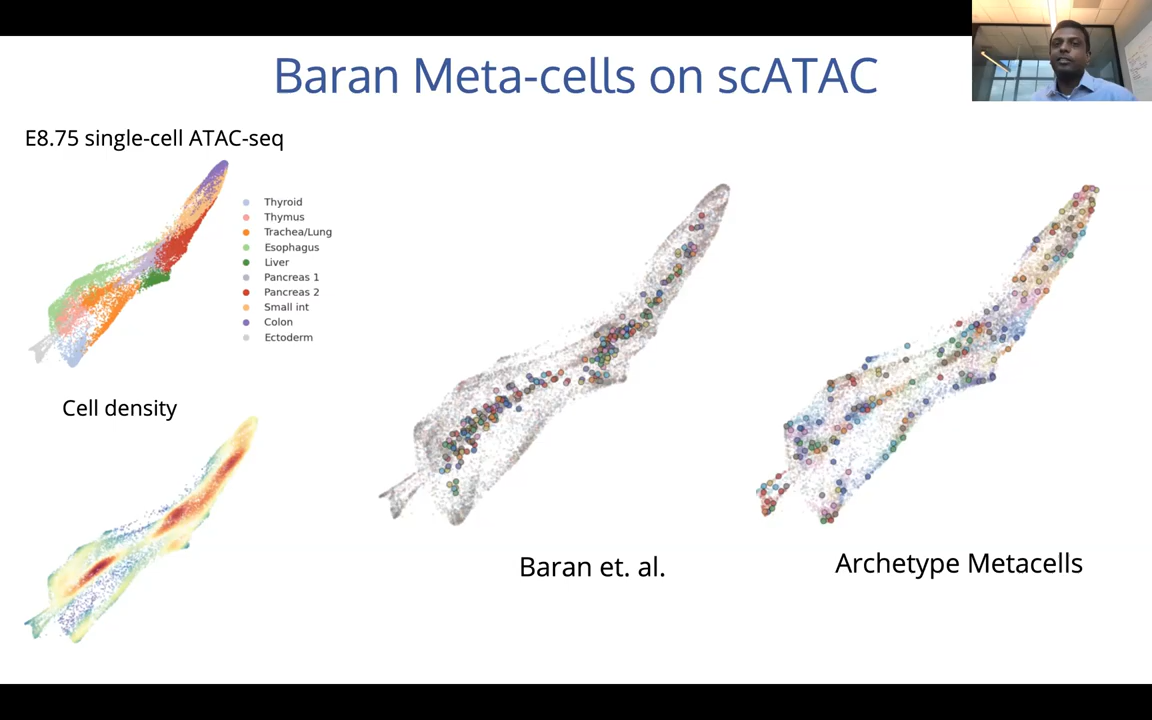 Baran Meta-cells on scATAC
E8.75 single-cell ATAC-seq
Thyroid
Thymus
Trachea/Lung
Esophagus
Liver
Pancreas 1
Pancreas 2
Small int
Colon
Ectoderm
Cell density
Baran et. al.
Archetype Metacells